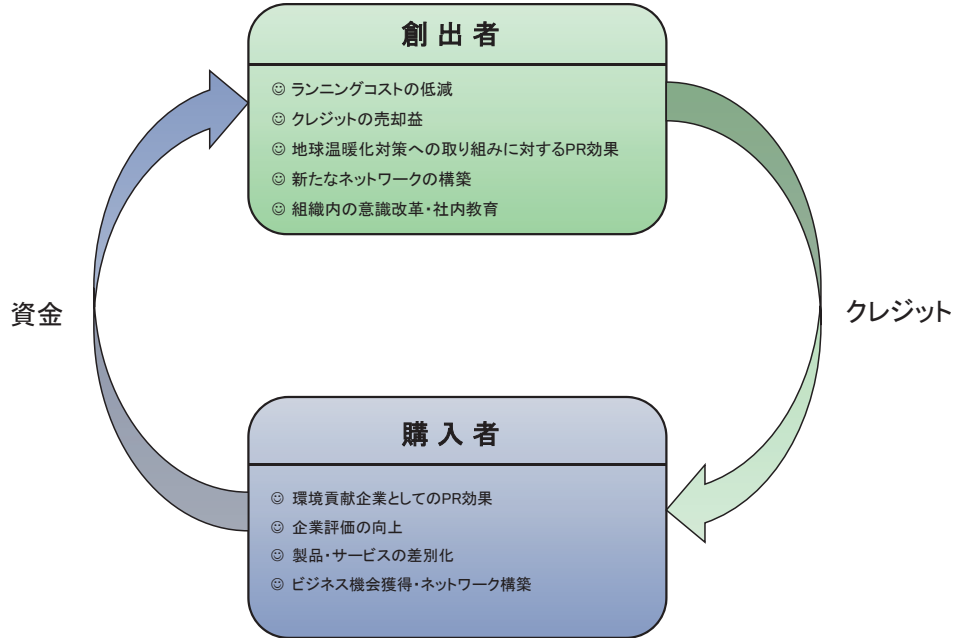 創出者
☺ ランニングコストの低減
☺ クレジットの売却益
☺ 地球温暖化対策への取り組みに対するPR効果
☺ 新たなネットワークの構築
☺ 組織内の意識改革・社内教育
資金
クレジット
購入者
☺ 環境貢献企業としてのPR効果
☺ 企業評価の向上
☺ 製品・サービスの差別化
☺ ビジネス機会獲得・ネットワーク構築